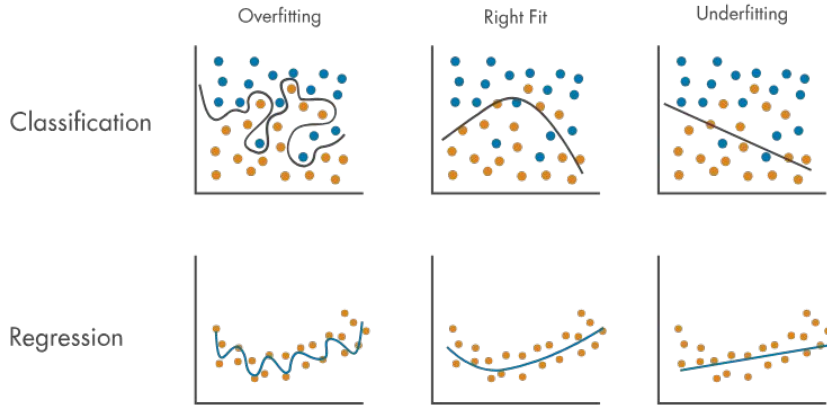 Overfitting
Right Fit
Underfitting
Classification
Regression